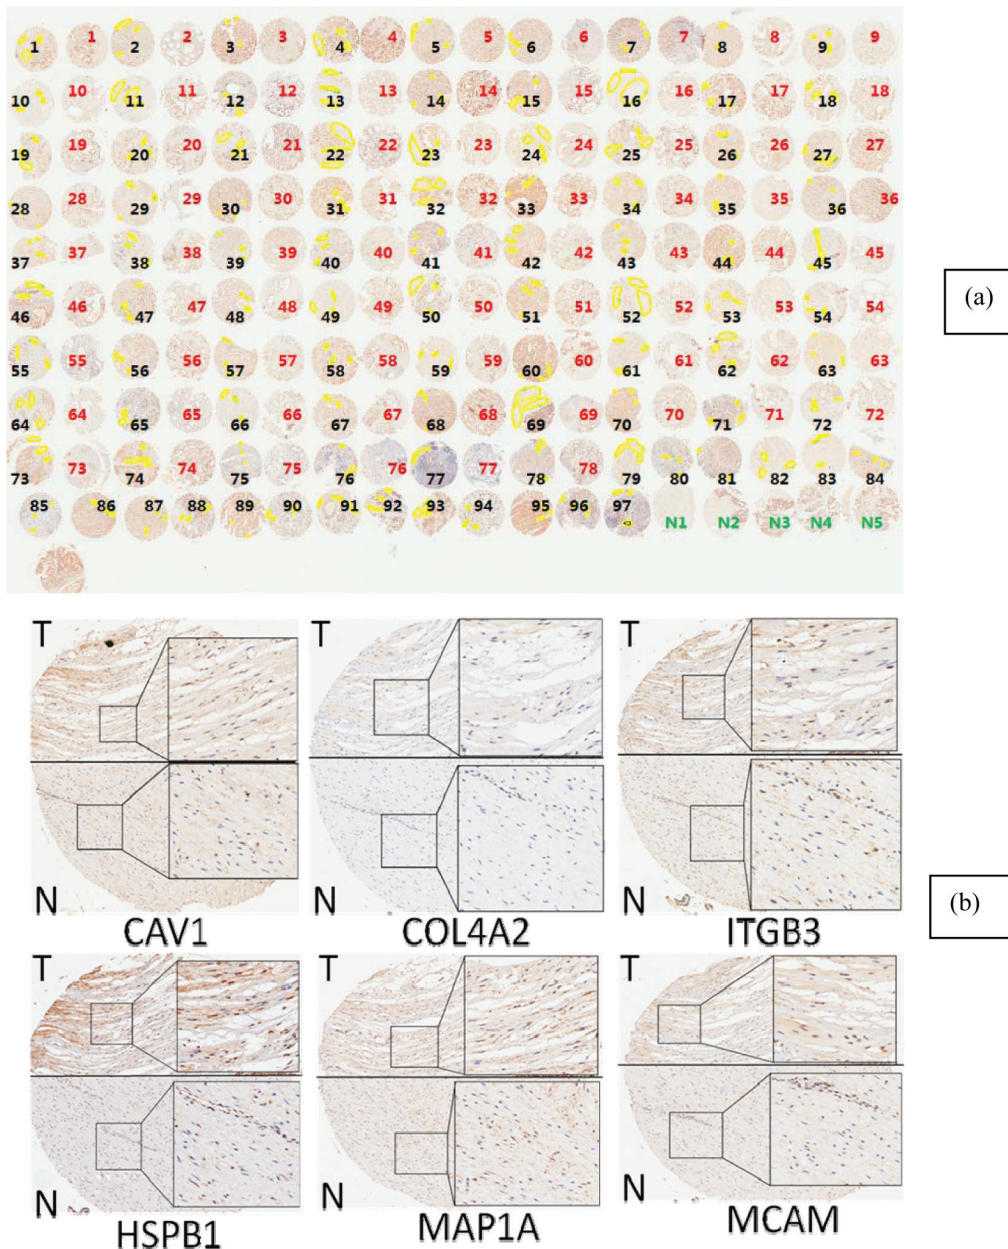 1 1 2 2 3 3 4 4 5 5 6 6 7 7 8 8 9 9
10 10 11 11 12 12 13 13 14 14 15 15 16 16 17 17 18 18
19 19 20 20 21 21 22 22 23 23 24 24 25 25 26 26 27 27
28 28 29 29 30 30 31 31 32 32 33 33 34 34 35 35 36 36
37 37 38 38 39 39 40 40 41 41 42 42 43 43 44 44 45 45
(a)
46 46 47 47 48 48 49 49 50 50 51 51 52 52 53 53 54 54
55 55 56 56 57 57 58 58 59 59 60 60 61 61 62 62 63 63
64 64 65 65 66 66 67 67 68 68 69 69 70 70 71 71 72 72
73 73 74 74 75 75 76 76 77 77 78 78 79 80 81 82 83 84
85 86 87 88 89 90 91 92 93 94 95 96 97 N1 N2 N3 N4 N5
T T T
N N N
CAV1 COL4A2 ITGB3
(b)
T T T
N N N
HSPB1 MAP1A MCAM